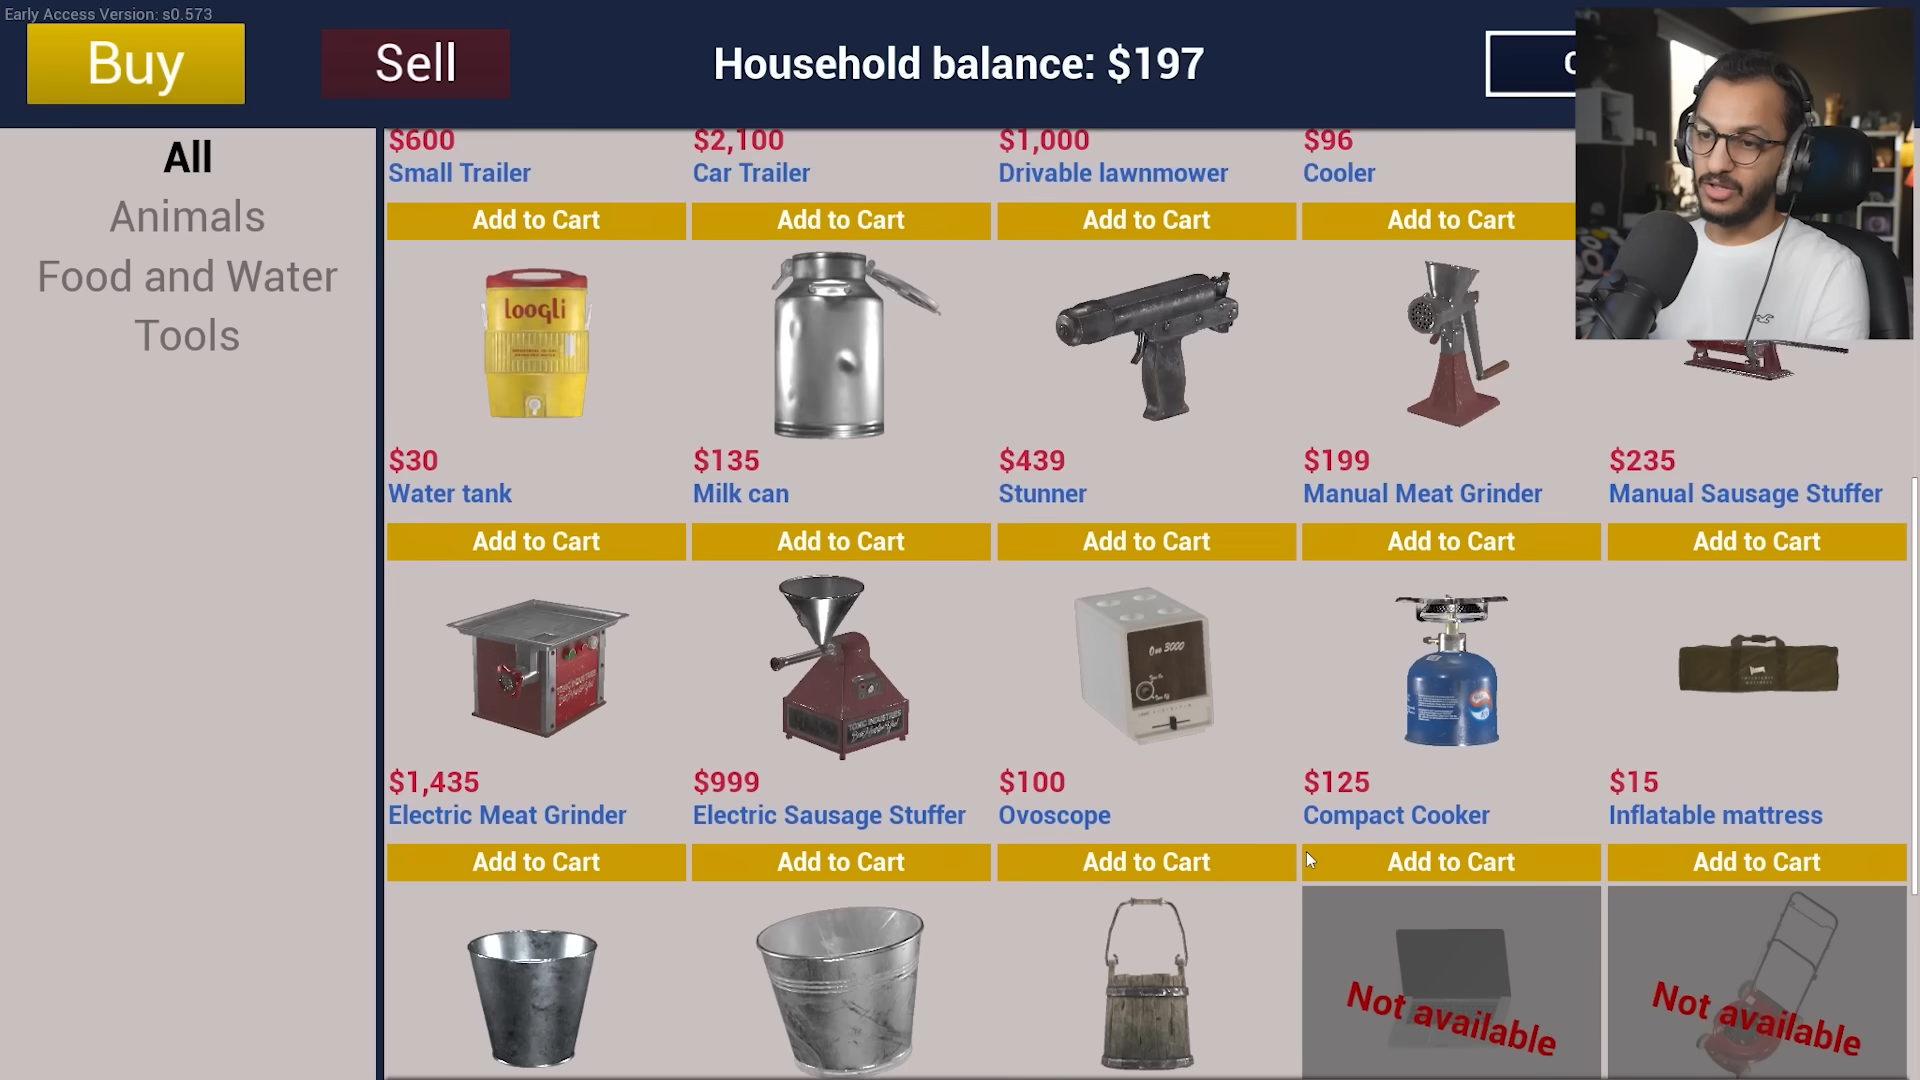 Early Access Version: s0.573
Buy
Sell
Household balance: $197
All
Animals
Food and Water
Tools
$600
Small Trailer
Add to Cart
$2,100
Car Trailer
Add to Cart
$1,000
Drivable lawnmower
Add to Cart
$96
Cooler
Add to Cart
loogli
$30
Water tank
Add to Cart
$135
Milk can
Add to Cart
$439
Stunner
Add to Cart
$199
Manual Meat Grinder
Add to Cart
$235
Manual Sausage Stuffer
Add to Cart
$1,435
Electric Meat Grinder
Add to Cart
TONIC INDUSTRIES
$999
Electric Sausage Stuffer
Add to Cart
Ovo 3000
$100
Ovoscope
Add to Cart
$125
Compact Cooker
Add to Cart
$15
Inflatable mattress
Add to Cart
Not available
Not available